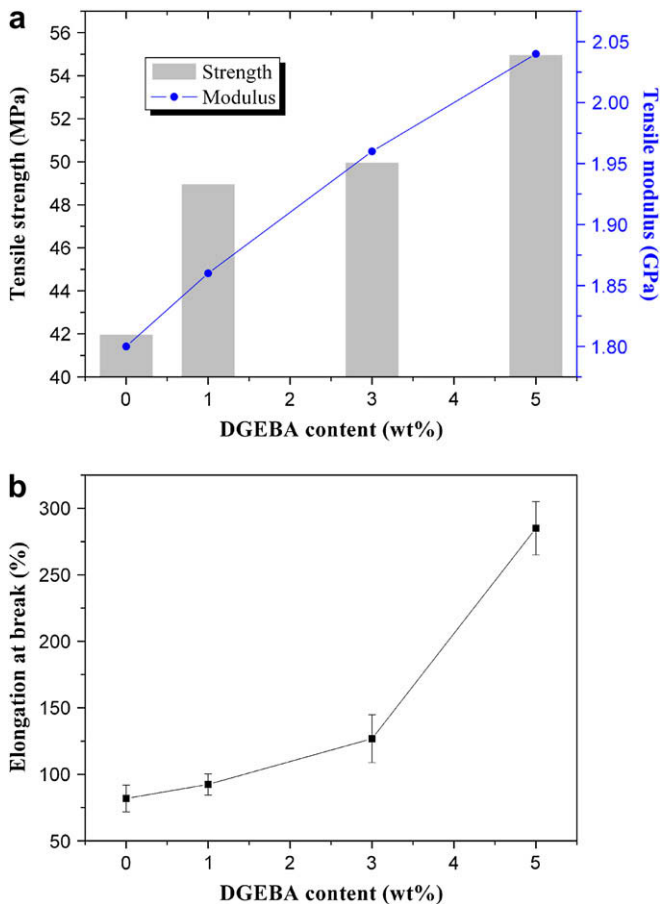 a
56
54
52
50
48
46
44
42
40
Tensile strength (MPa)
Strength
Modulus
2.05
2.00
1.95
1.90
1.85
1.80
Tensile modulus (GPa)
0 1 2 3 4 5
DGEBA content (wt%)
b
300
250
200
150
100
50
Elongation at break (%)
0 1 2 3 4 5
DGEBA content (wt%)